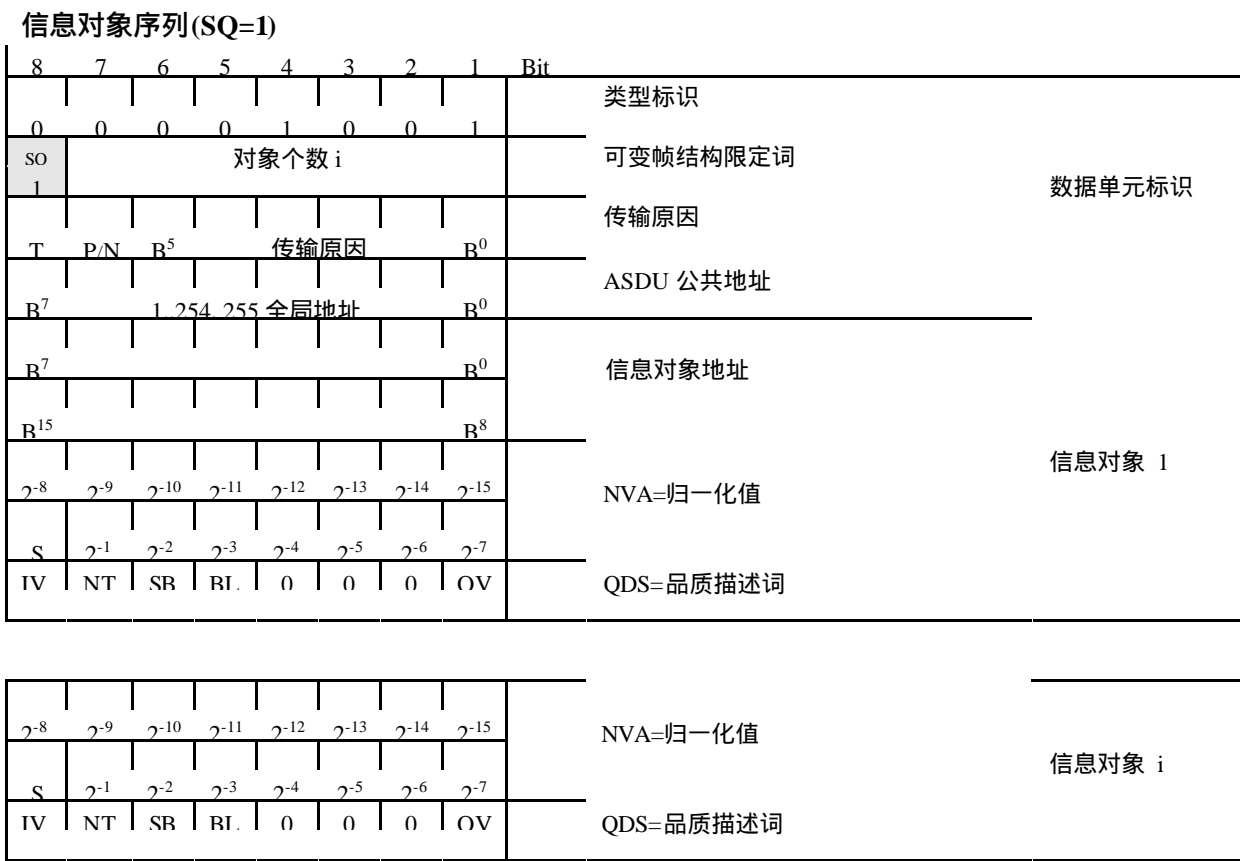 信息对象序列(SQ=1)
8 7 6 5 4 3 2 1 Bit
类型标识
0 0 0 0 1 0 0 1
SQ 对象个数 i 可变帧结构限定词
1
数据单元标识
传输原因
T P/N B⁵ 传输原因 B⁰
ASDU 公共地址
B⁷ 1..254, 255 全局地址 B⁰
B⁷ B⁰ 信息对象地址
B¹⁵ B⁸
信息对象 1
2⁻⁸ 2⁻⁹ 2⁻¹⁰ 2⁻¹¹ 2⁻¹² 2⁻¹³ 2⁻¹⁴ 2⁻¹⁵ NVA=归一化值
S 2⁻¹ 2⁻² 2⁻³ 2⁻⁴ 2⁻⁵ 2⁻⁶ 2⁻⁷
IV NT SB BL 0 0 0 OV QDS=品质描述词
2⁻⁸ 2⁻⁹ 2⁻¹⁰ 2⁻¹¹ 2⁻¹² 2⁻¹³ 2⁻¹⁴ 2⁻¹⁵ NVA=归一化值
信息对象 i
S 2⁻¹ 2⁻² 2⁻³ 2⁻⁴ 2⁻⁵ 2⁻⁶ 2⁻⁷
IV NT SB BL 0 0 0 OV QDS=品质描述词